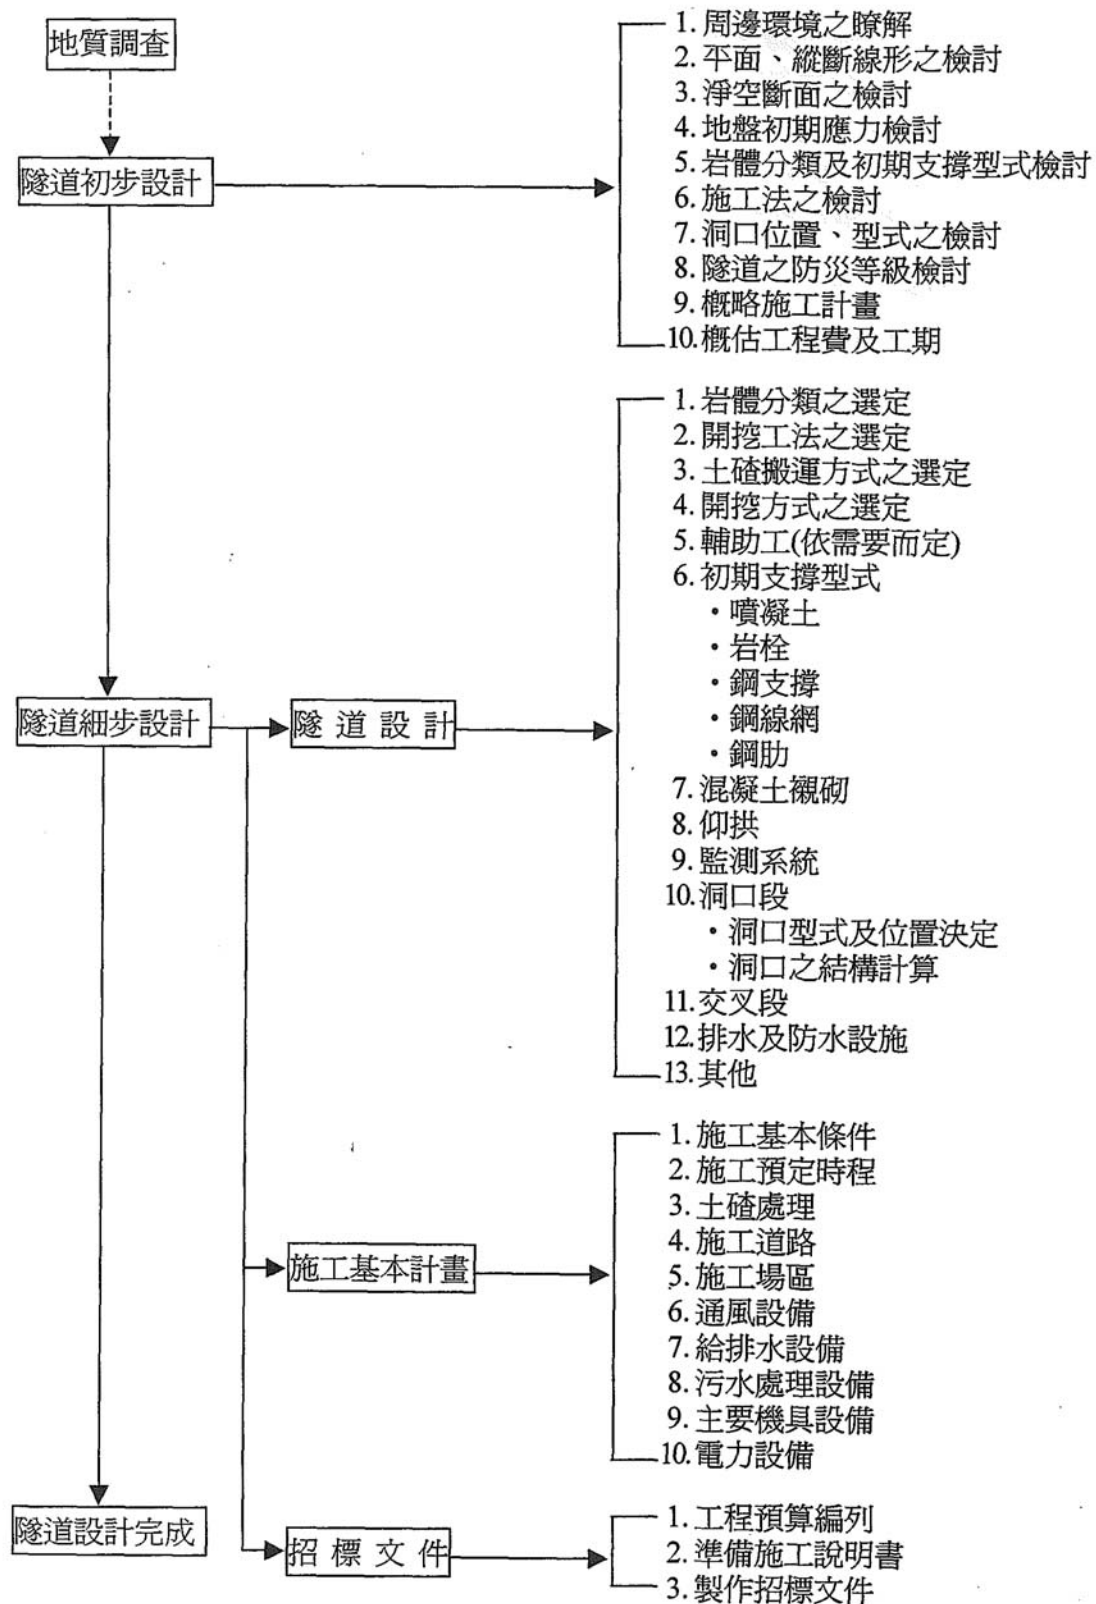 地質調查
隧道初步設計
1. 周邊環境之瞭解
2. 平面、縱斷線形之檢討
3. 淨空斷面之檢討
4. 地盤初期應力檢討
5. 岩體分類及初期支撐型式檢討
6. 施工法之檢討
7. 洞口位置、型式之檢討
8. 隧道之防災等級檢討
9. 概略施工計畫
10. 概估工程費及工期
隧道細步設計
隧道設計
1. 岩體分類之選定
2. 開挖工法之選定
3. 土碴搬運方式之選定
4. 開挖方式之選定
5. 輔助工(依需要而定)
6. 初期支撐型式
・噴凝土
・岩栓
・鋼支撐
・鋼線網
・鋼肋
7. 混凝土襯砌
8. 仰拱
9. 監測系統
10. 洞口段
・洞口型式及位置決定
・洞口之結構計算
11. 交叉段
12. 排水及防水設施
13. 其他
施工基本計畫
1. 施工基本條件
2. 施工預定時程
3. 土碴處理
4. 施工道路
5. 施工場區
6. 通風設備
7. 給排水設備
8. 污水處理設備
9. 主要機具設備
10. 電力設備
招標文件
1. 工程預算編列
2. 準備施工說明書
3. 製作招標文件
隧道設計完成